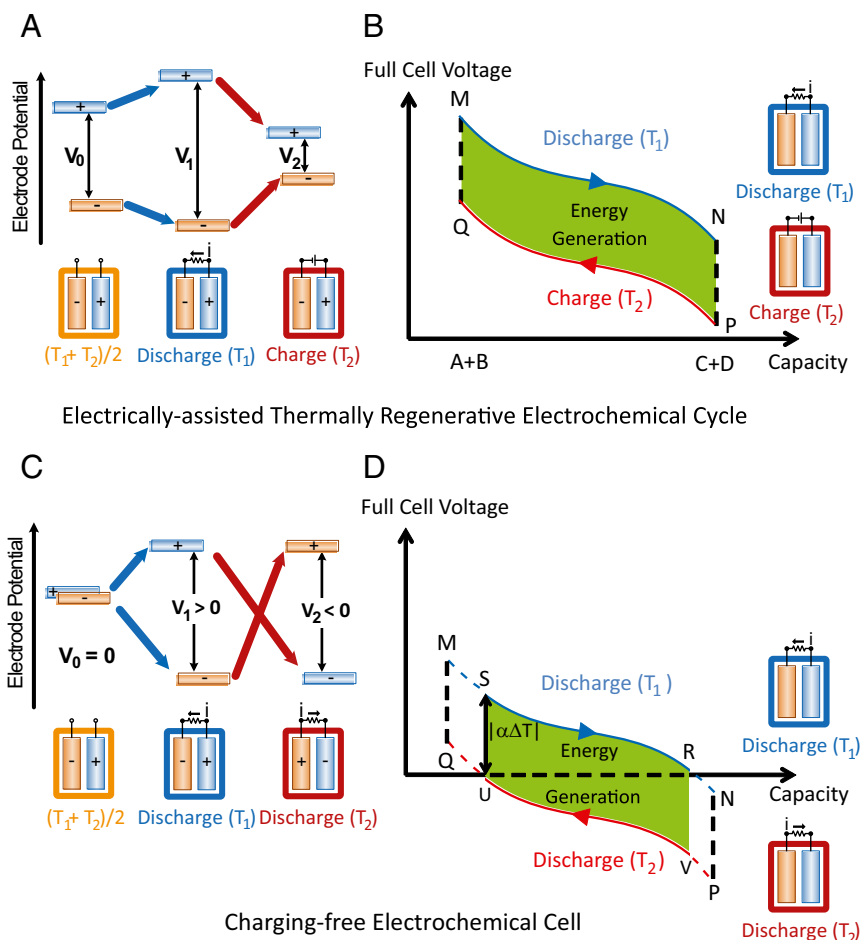 A
Electrode Potential
+
+
+
V0
V1
V2
-
-
-
- +
i
- +
- +
(T1+ T2)/2
Discharge (T1)
Charge (T2)
B
Full Cell Voltage
M
Discharge (T1)
N
Energy
Generation
Q
Charge (T2)
P
A+B
C+D
Capacity
i
Discharge (T1)
Charge (T2)
Electrically-assisted Thermally Regenerative Electrochemical Cycle
C
Electrode Potential
+
+
+
-
V1 > 0
V2 < 0
V0 = 0
-
-
- +
i
- +
i
+ -
(T1+ T2)/2
Discharge (T1)
Discharge (T2)
D
Full Cell Voltage
M
S
Discharge (T1)
|αΔT|
Energy
R
Q
U
Generation
N
Capacity
Discharge (T2)
V
P
i
Discharge (T1)
i
Discharge (T2)
Charging-free Electrochemical Cell